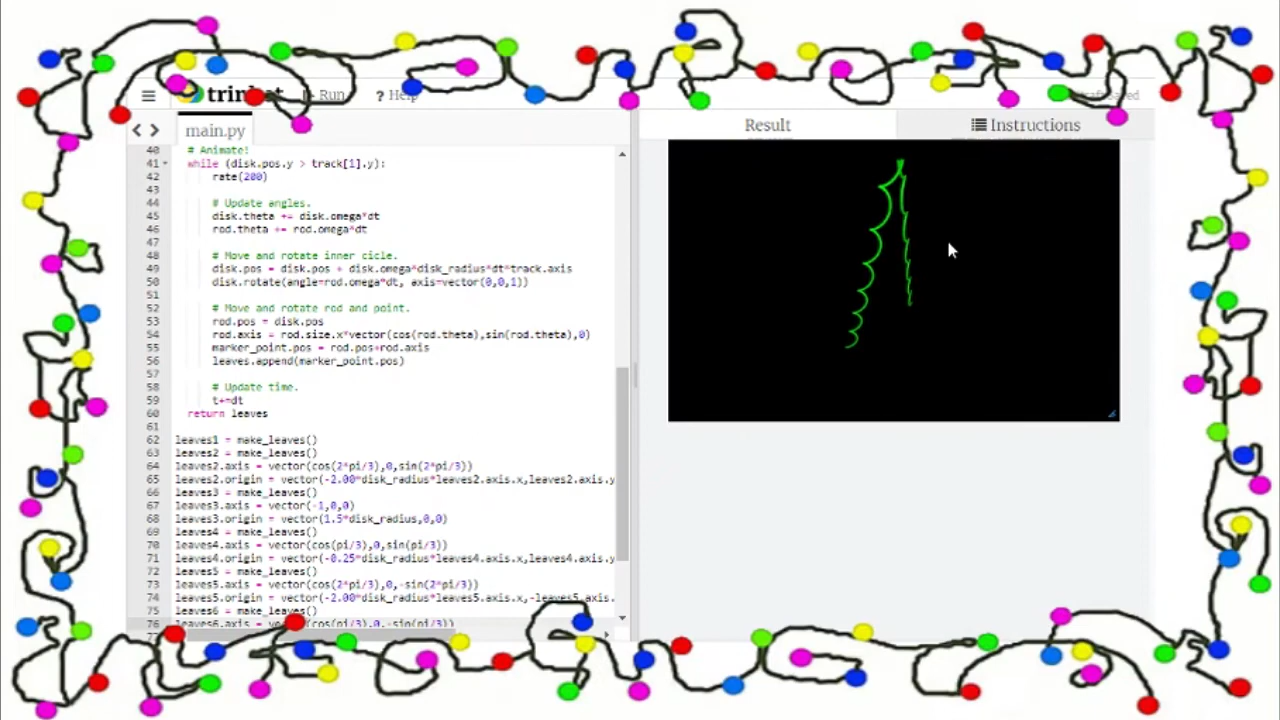 Run
? Help
main.py
Result
Instructions
40 # Animate:
41 while (disk.pos.y > track[1].y):
42 rate(200)
43
44 # Update angles.
45 disk.theta += disk.omega*dt
46 rod.theta += rod.omega*dt
47
48 # Move and rotate inner cicle.
49 disk.pos = disk.pos + disk.omega*disk_radius*dt*track.axis
50 disk.rotate(angle=rod.omega*dt, axis=vector(0,0,1))
51
52 # Move and rotate rod and point.
53 rod.pos = disk.pos
54 rod.axis = rod.size.x*vector(cos(rod.theta),sin(rod.theta),0)
55 marker_point.pos = rod.pos+rod.axis
56 leaves.append(marker_point.pos)
57
58 # Update time.
59 t+=dt
60 return leaves
61
62 leaves1 = make_leaves()
63 leaves2 = make_leaves()
64 leaves2.axis = vector(cos(2*pi/3),0,sin(2*pi/3))
65 leaves2.origin = vector(-2.00*disk_radius*leaves2.axis.x,leaves2.axis.y
66 leaves3 = make_leaves()
67 leaves3.axis = vector(-1,0,0)
68 leaves3.origin = vector(1.5*disk_radius,0,0)
69 leaves4 = make_leaves()
70 leaves4.axis = vector(cos(pi/3),0,sin(pi/3))
71 leaves4.origin = vector(-0.25*disk_radius*leaves4.axis.x,leaves4.axis.y
72 leaves5 = make_leaves()
73 leaves5.axis = vector(cos(2*pi/3),0,-sin(2*pi/3))
74 leaves5.origin = vector(-2.00*disk_radius*leaves5.axis.x,-leaves5.axis.
75 leaves6 = make_leaves()
76 leaves6.axis = vector(cos(pi/3),0,-sin(pi/3))